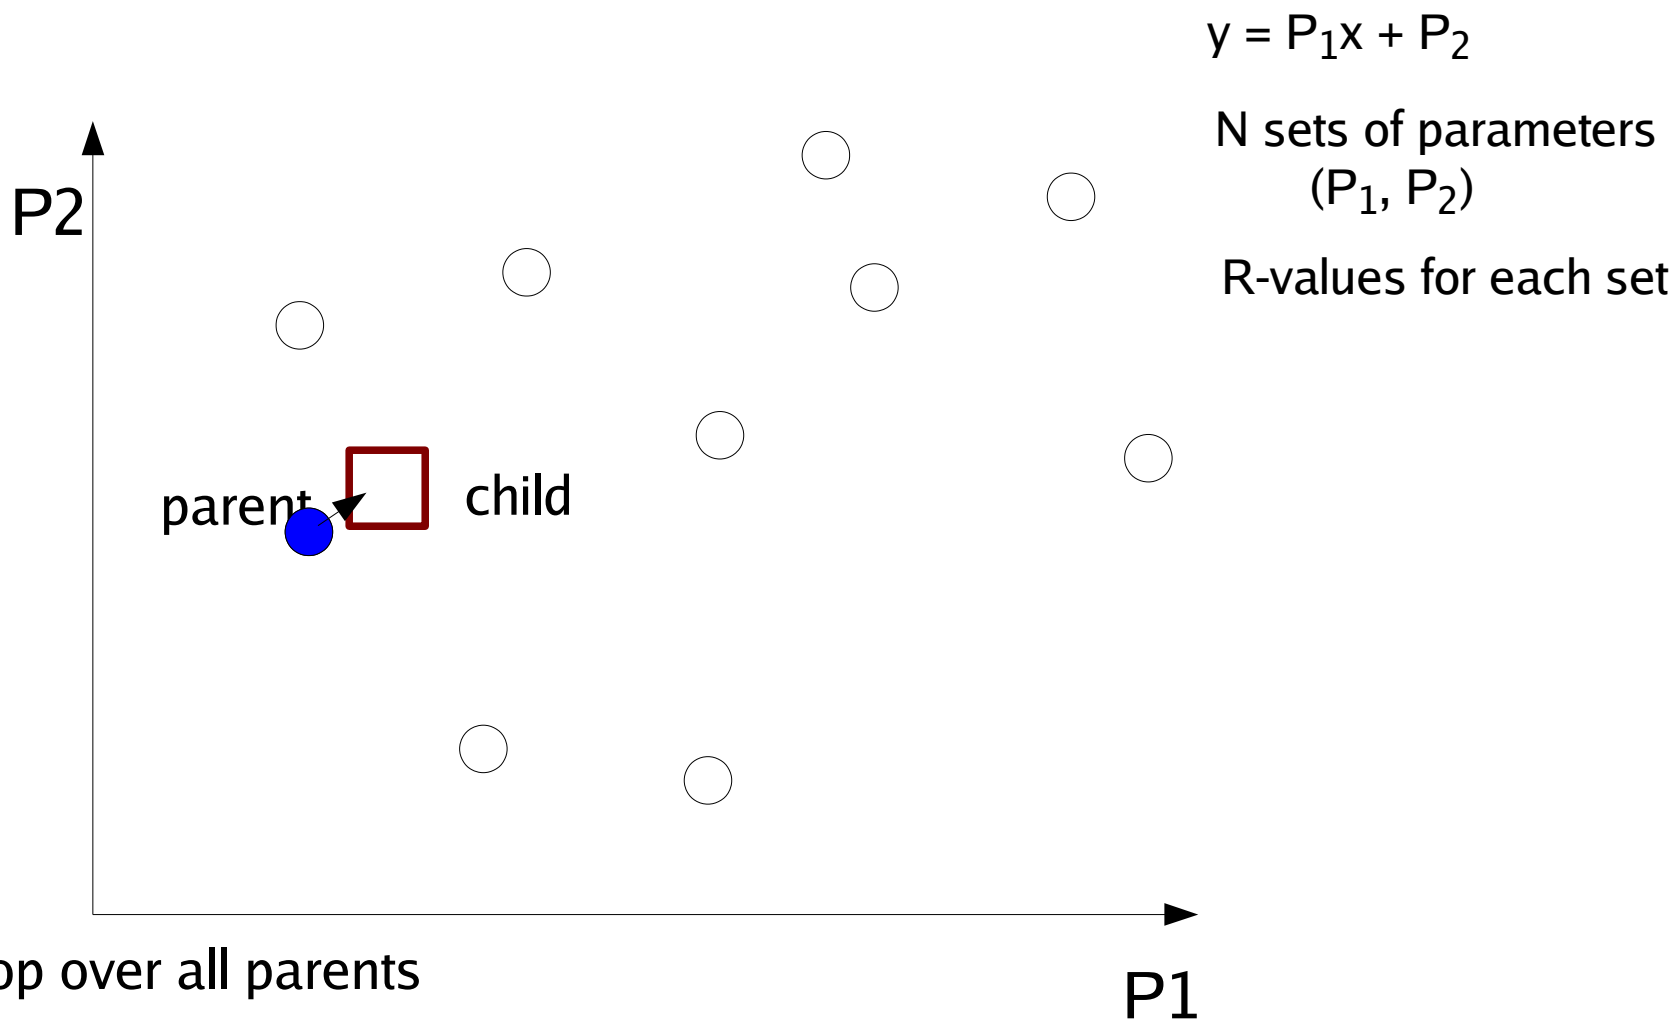 y = P₁x + P₂
N sets of parameters
(P₁, P₂)
R-values for each set
P2
parent
child
op over all parents
P1